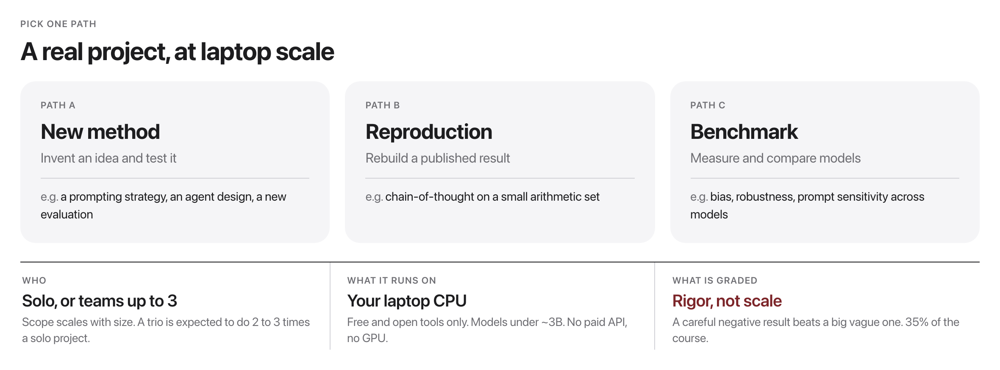 PICK ONE PATH
A real project, at laptop scale
PATH A
New method
Invent an idea and test it
e.g. a prompting strategy, an agent design, a new
evaluation
PATH B
Reproduction
Rebuild a published result
e.g. chain-of-thought on a small arithmetic set
PATH C
Benchmark
Measure and compare models
e.g. bias, robustness, prompt sensitivity across
models
WHO
Solo, or teams up to 3
Scope scales with size. A trio is expected to do 2 to 3 times
a solo project.
WHAT IT RUNS ON
Your laptop CPU
Free and open tools only. Models under ~3B. No paid API,
no GPU.
WHAT IS GRADED
Rigor, not scale
A careful negative result beats a big vague one. 35% of the
course.